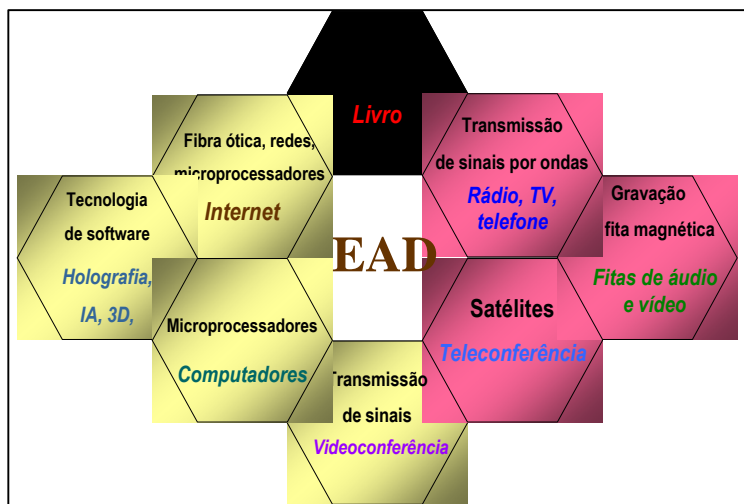 Livro
Fibra ótica, redes,
microprocessadores
Internet
Transmissão
de sinais por ondas
Rádio, TV,
telefone
Tecnologia
de software
Holografia,
IA, 3D,
EAD
Gravação
fita magnética
Fitas de áudio
e vídeo
Microprocessadores
Computadores
Satélites
Teleconferência
Transmissão
de sinais
Videoconferência